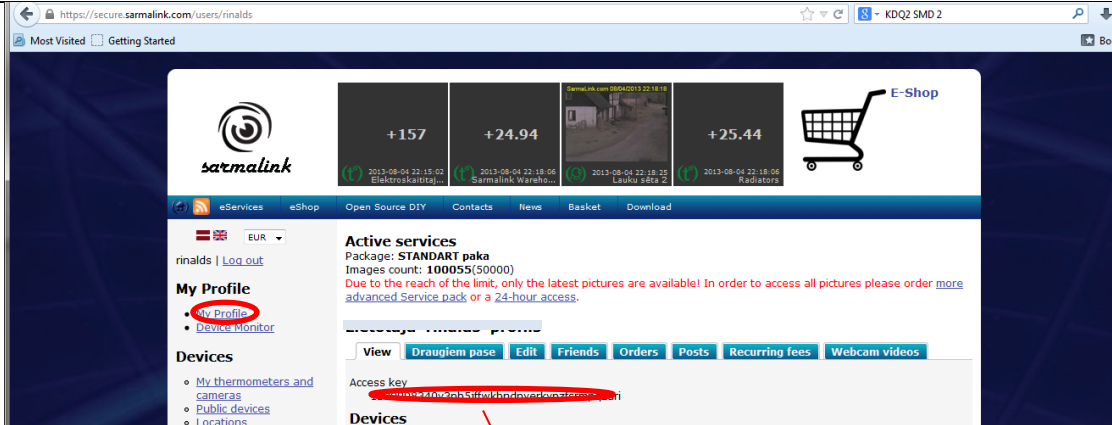 https://secure.sarmalink.com/users/rinalds
KDQ2 SMD 2
Most Visited Getting Started
Bo
SarmaLink.com 08/04/2013 22:18:18
E-Shop
+157 +24.94 +25.44
sarmalink
2013-08-04 22:15:02 2013-08-04 22:18:06 2013-08-04 22:18:25 2013-08-04 22:18:06
Elektroskaititaj... Sarmalink Wareho... Lauku sēta 2 Radiators
eServices eShop Open Source DIY Contacts News Basket Download
EUR
rinalds | Log out
My Profile
My Profile
Device Monitor
Devices
My thermometers and
cameras
Public devices
Locations
Active services
Package: STANDART paka
Images count: 100055(50000)
Due to the reach of the limit, only the latest pictures are available! In order to access all pictures please order more
advanced Service pack or a 24-hour access.
View Draugiem pase Edit Friends Orders Posts Recurring fees Webcam videos
Access key
Devices